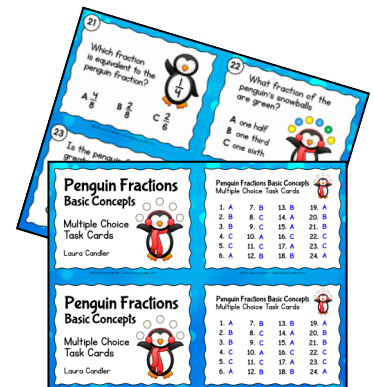 21
Which fraction
is equivalent to the
penguin fraction?
1
4
A 4/8
B 2/8
C 2/6
22
What fraction of the
penguin's snowballs
are green?
A one half
B one third
C one sixth
23
Is the pengui
great
Penguin Fractions
Basic Concepts
Multiple Choice
Task Cards
Laura Candler
Penguin Fractions Basic Concepts
Multiple Choice Task Cards
1. A 7. B 13. B 19. A
2. B 8. C 14. A 20. B
3. B 9. C 15. A 21. B
4. C 10. A 16. C 22. C
5. C 11. C 17. A 23. C
6. A 12. B 18. B 24. A
Penguin Fractions
Basic Concepts
Multiple Choice
Task Cards
Laura Candler
Penguin Fractions Basic Concepts
Multiple Choice Task Cards
1. A 7. B 13. B 19. A
2. B 8. C 14. A 20. B
3. B 9. C 15. A 21. B
4. C 10. A 16. C 22. C
5. C 11. C 17. A 23. C
6. A 12. B 18. B 24. A